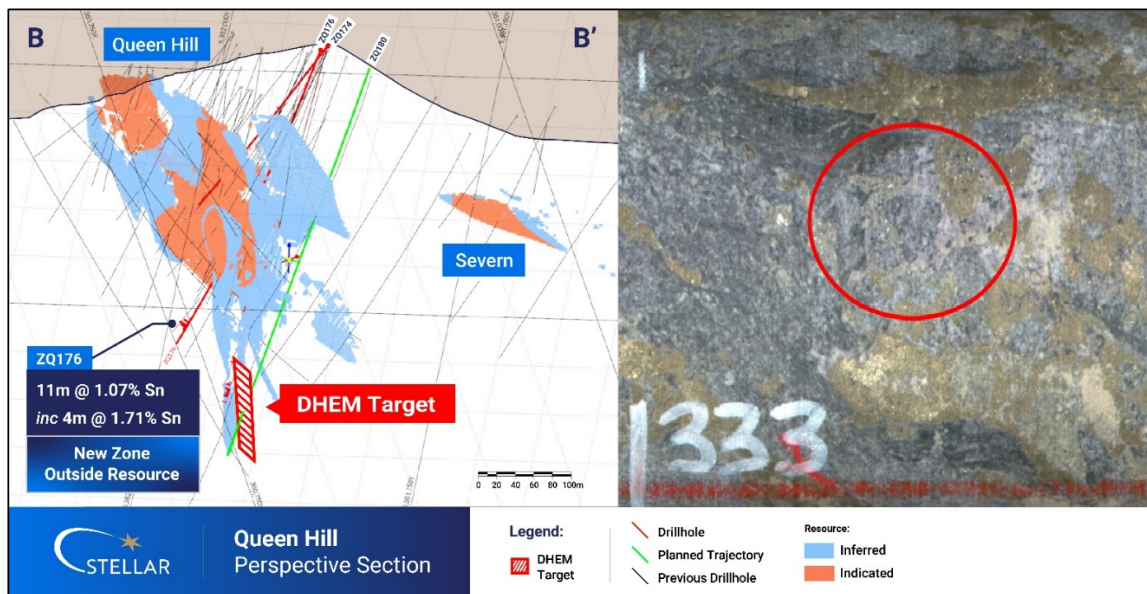 B
Queen Hill
ZQ176
ZQ174
ZQ180
B'
Severn
ZQ176
ZQ176
11m @ 1.07% Sn
inc 4m @ 1.71% Sn
New Zone
Outside Resource
DHEM Target
0 20 40 60 80 100m
1333
STELLAR
Queen Hill
Perspective Section
Legend:
DHEM
Target
Drillhole
Planned Trajectory
Previous Drillhole
Resource:
Inferred
Indicated